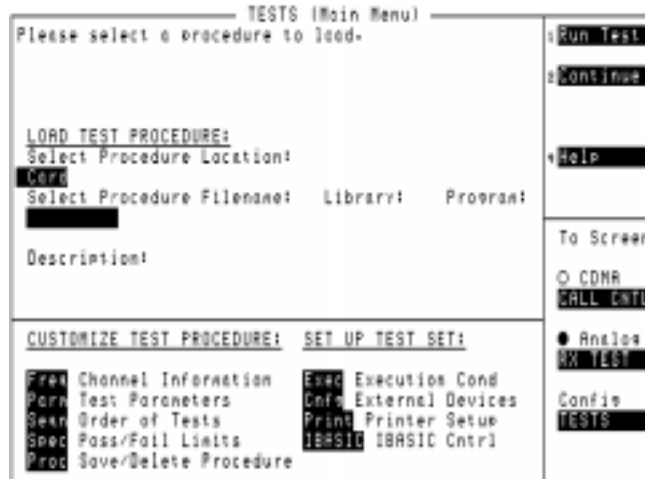 TESTS (Main Menu)
Please select a procedure to load.
LOAD TEST PROCEDURE:
Select Procedure Location:
Card
Select Procedure Filename: Library: Program:
Description:
CUSTOMIZE TEST PROCEDURE:
Freq Channel Information
Parm Test Parameters
Seqn Order of Tests
Spec Pass/Fail Limits
Proc Save/Delete Procedure
SET UP TEST SET:
Exec Execution Cond
Cnfg External Devices
Print Printer Setup
IBASIC IBASIC Cntrl
1 Run Test
2 Continue
4 Help
To Screen
CDMA
CALL CNTL
Analog
RX TEST
Config
TESTS